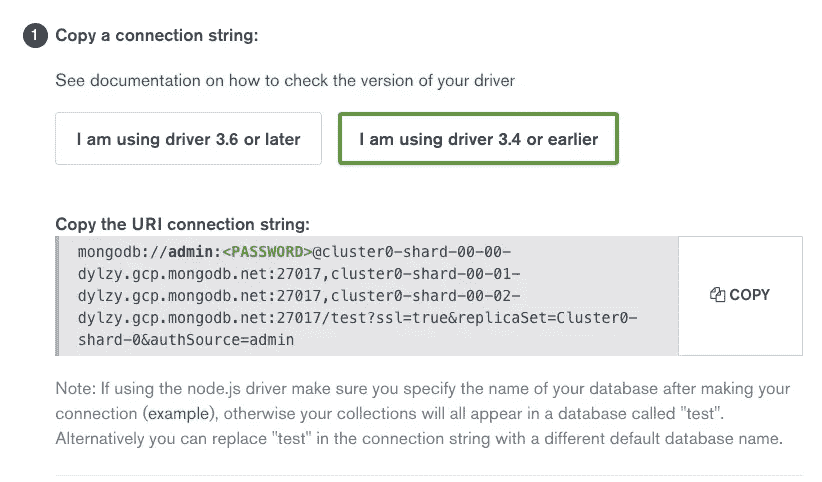 1 Copy a connection string:
See documentation on how to check the version of your driver
I am using driver 3.6 or later I am using driver 3.4 or earlier
Copy the URI connection string:
mongodb://admin:<PASSWORD>@cluster0-shard-00-00-
dylzy.gcp.mongodb.net:27017,cluster0-shard-00-01-
dylzy.gcp.mongodb.net:27017,cluster0-shard-00-02-
dylzy.gcp.mongodb.net:27017/test?ssl=true&replicaSet=Cluster0-
shard-0&authSource=admin
COPY
Note: If using the node.js driver make sure you specify the name of your database after making your
connection (example), otherwise your collections will all appear in a database called "test".
Alternatively you can replace "test" in the connection string with a different default database name.